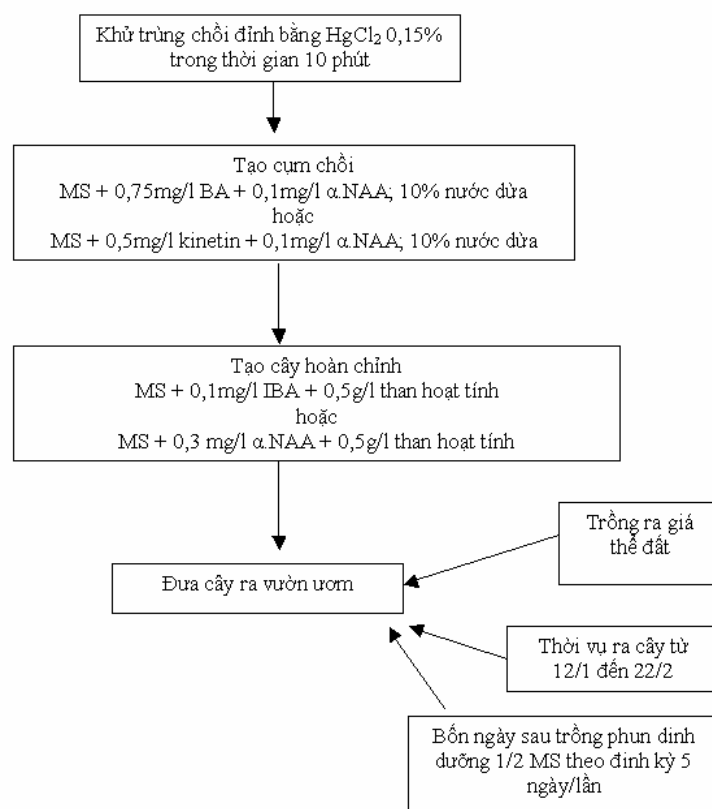 Khử trùng chồi đỉnh bằng HgCl₂ 0,15%
trong thời gian 10 phút
Tạo cụm chồi
MS + 0,75mg/l BA + 0,1mg/l α.NAA; 10% nước dừa
hoặc
MS + 0,5mg/l kinetin + 0,1mg/l α.NAA; 10% nước dừa
Tạo cây hoàn chỉnh
MS + 0,1mg/l IBA + 0,5g/l than hoạt tính
hoặc
MS + 0,3 mg/l α.NAA + 0,5g/l than hoạt tính
Trồng ra giá
thể đất
Đưa cây ra vườn ươm
Thời vụ ra cây từ
12/1 đến 22/2
Bốn ngày sau trồng phun dinh
dưỡng 1/2 MS theo định kỳ 5
ngày/lần